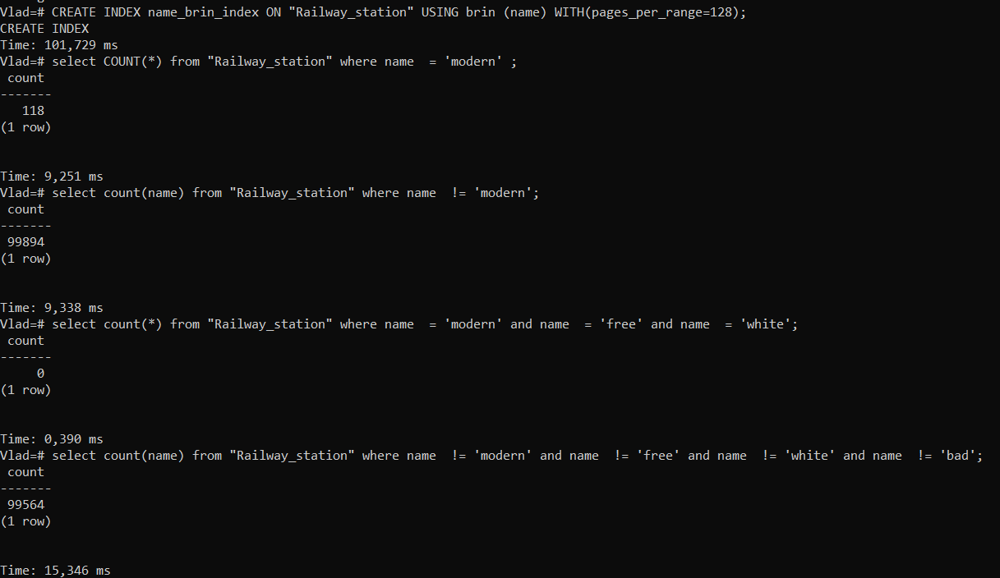 Vlad=# CREATE INDEX name_brin_index ON "Railway_station" USING brin (name) WITH(pages_per_range=128);
CREATE INDEX
Time: 101,729 ms
Vlad=# select COUNT(*) from "Railway_station" where name  = 'modern' ;
 count
-------
   118
(1 row)
Time: 9,251 ms
Vlad=# select count(name) from "Railway_station" where name  != 'modern';
 count
-------
 99894
(1 row)
Time: 9,338 ms
Vlad=# select count(*) from "Railway_station" where name  = 'modern' and name  = 'free' and name  = 'white';
 count
-------
     0
(1 row)
Time: 0,390 ms
Vlad=# select count(name) from "Railway_station" where name  != 'modern' and name  != 'free' and name  != 'white' and name  != 'bad';
 count
-------
 99564
(1 row)
Time: 15,346 ms